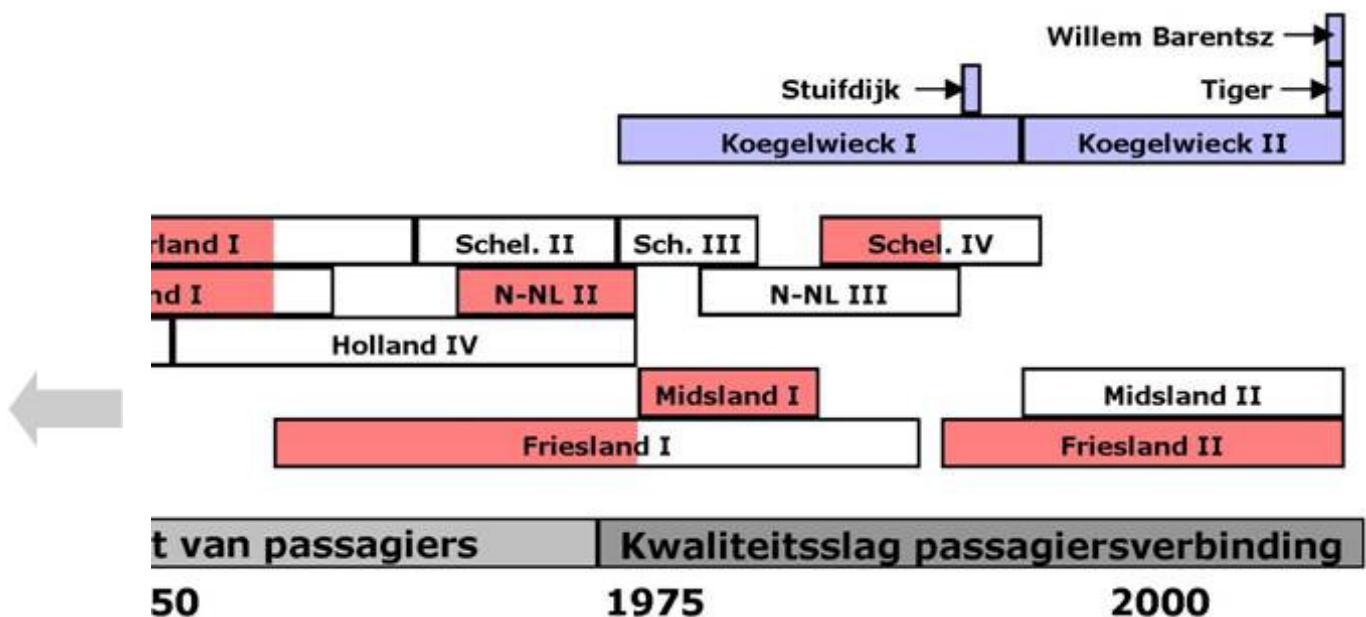 Willem Barentsz
Stuifdijk
Tiger
Koegelwieck I
Koegelwieck II
rland I
Schel. II
Sch. III
Schel. IV
nd I
N-NL II
N-NL III
Holland IV
Midsland I
Midsland II
Friesland I
Friesland II
t van passagiers
Kwaliteitsslag passagiersverbinding
50
1975
2000